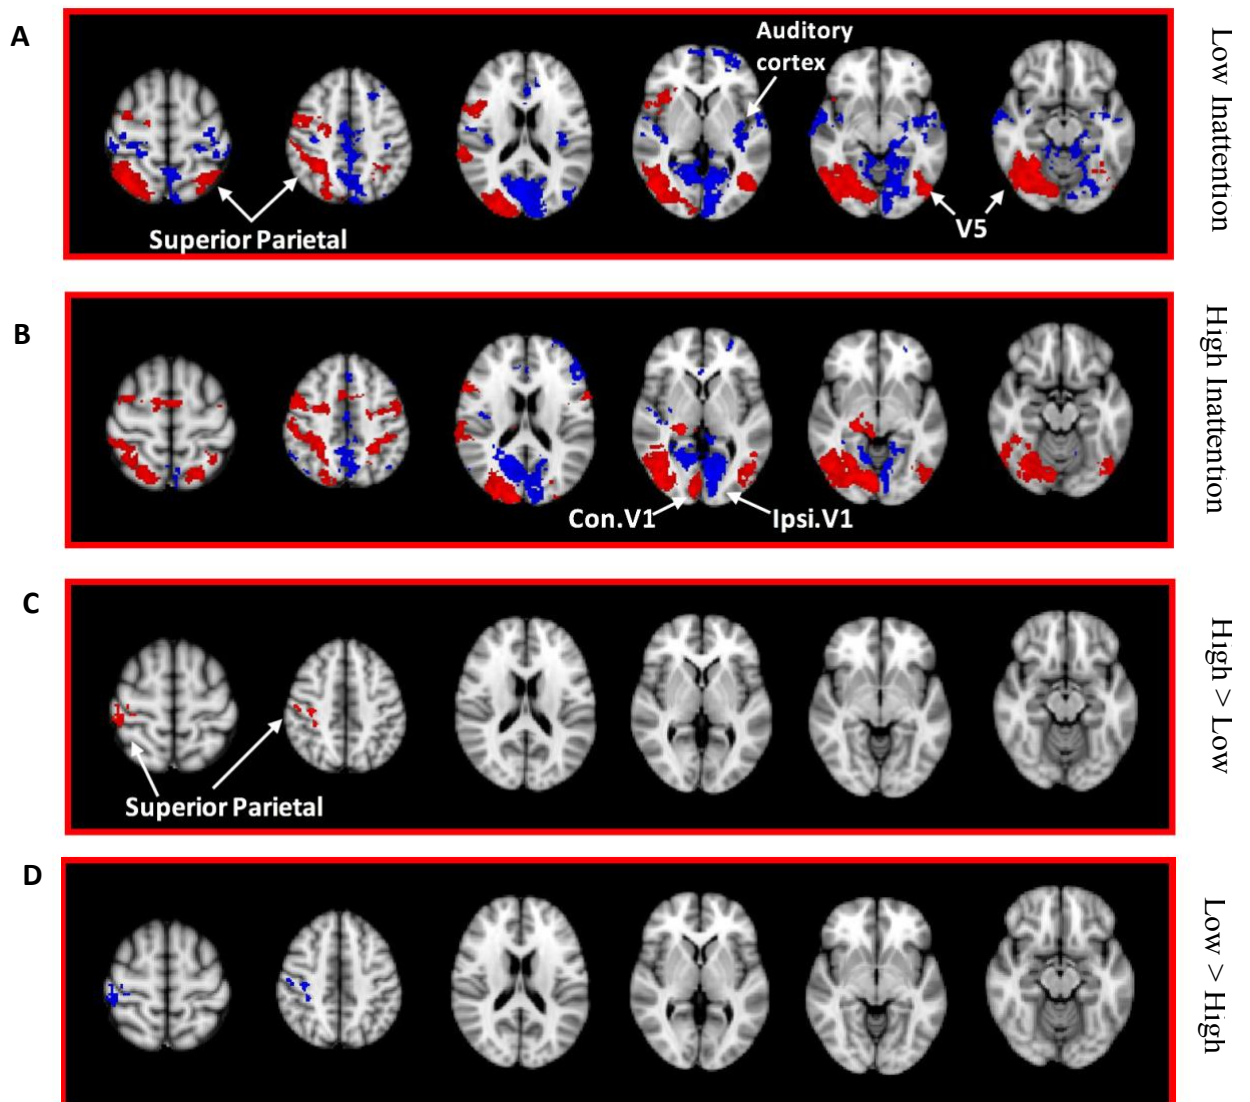 A
Auditory
cortex
Superior Parietal
V5
Low Inattention
B
Con.V1
Ipsi.V1
High Inattention
C
Superior Parietal
High > Low
D
Low > High